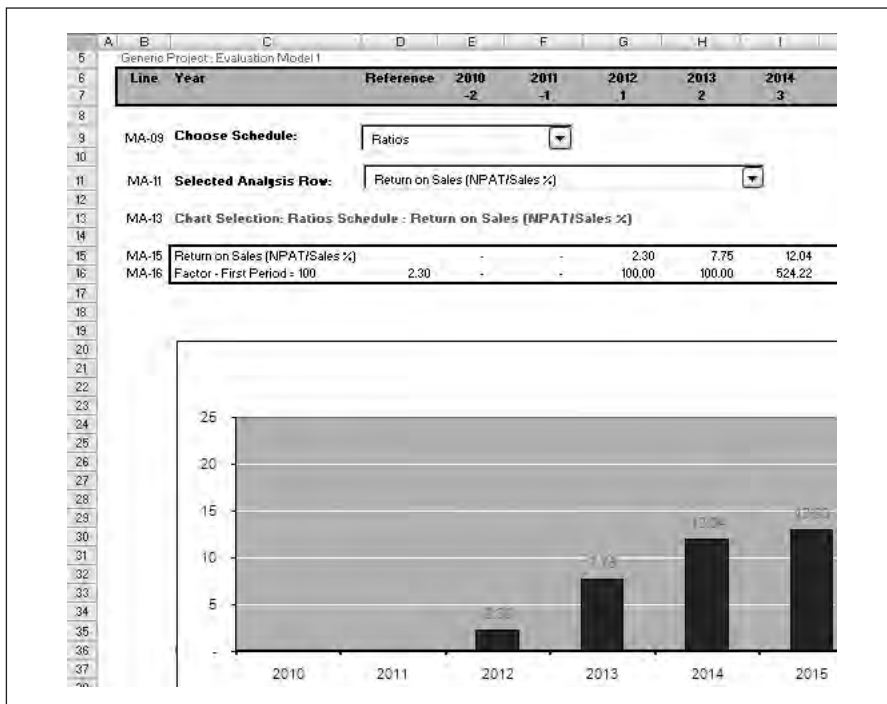 A B C D E F G H I
5 Generic Project : Evaluation Model 1
6 Line Year Reference 2010 2011 2012 2013 2014
7 -2 -1 1 2 3
8
9 MA-09 Choose Schedule: Ratios
10
11 MA-11 Selected Analysis Row: Return on Sales (NPAT/Sales %)
12
13 MA-13 Chart Selection: Ratios Schedule : Return on Sales (NPAT/Sales %)
14
15 MA-15 Return on Sales (NPAT/Sales %) - - 2.30 7.75 12.04
16 MA-16 Factor - First Period = 100 2.30 - - 100.00 100.00 524.22
17
18
19
20
21
22
23
24 25
25
26 20
27
28
29 15
30 12.04
31 10
32
33
34 5
35 2.30
36 -
37 2010 2011 2012 2013 2014 2015